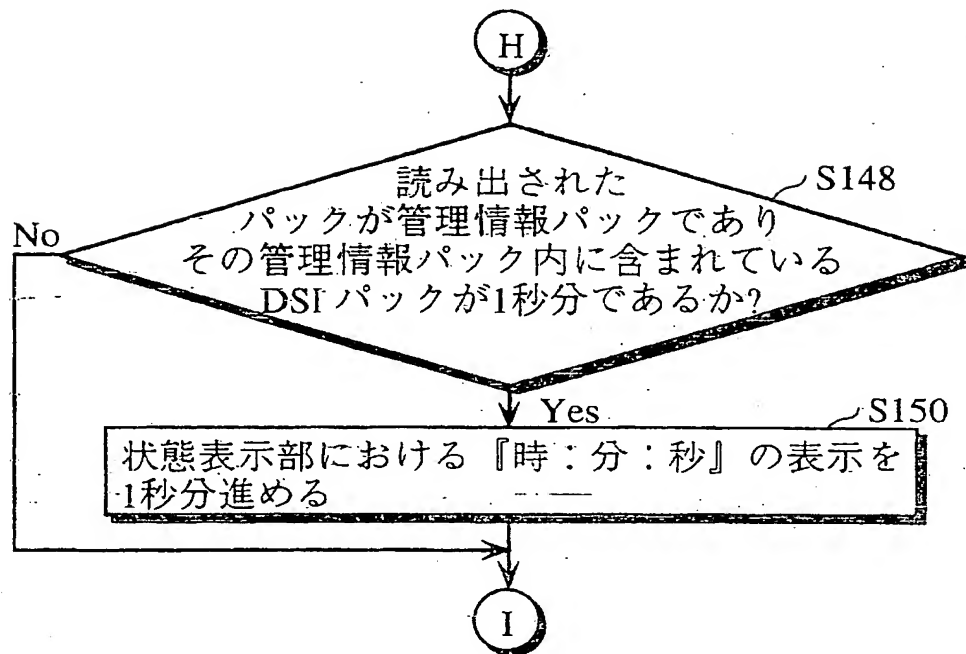 H
読み出された
パックが管理情報パックであり
その管理情報パック内に含まれている
DSIパックが1秒分であるか?
S148
No
Yes
S150
状態表示部における『時:分:秒』の表示を
1秒分進める
I